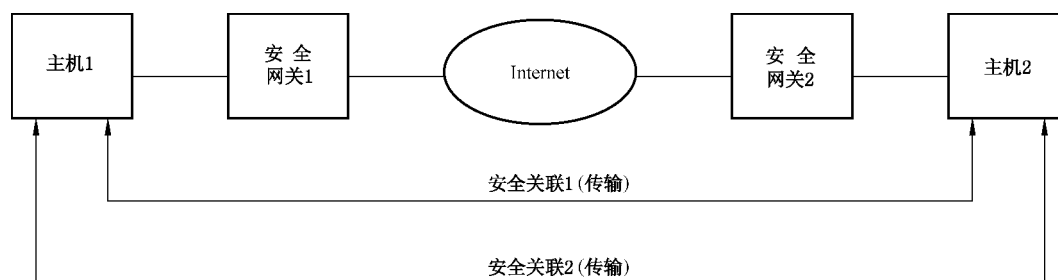 主机1
安 全
网关1
Internet
安 全
网关2
主机2
安全关联1(传输)
安全关联2(传输)